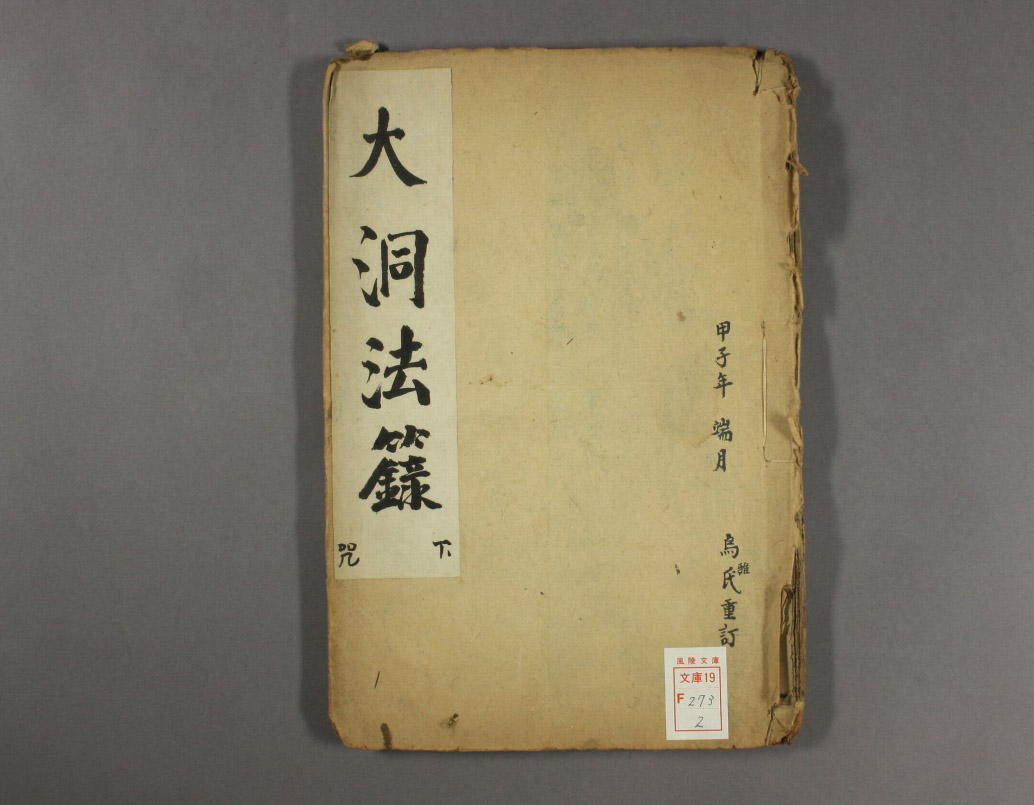 大洞法籙
下
咒
甲子年 端月
烏氏重訂
雒
風陵文庫
文庫19
F 273
2